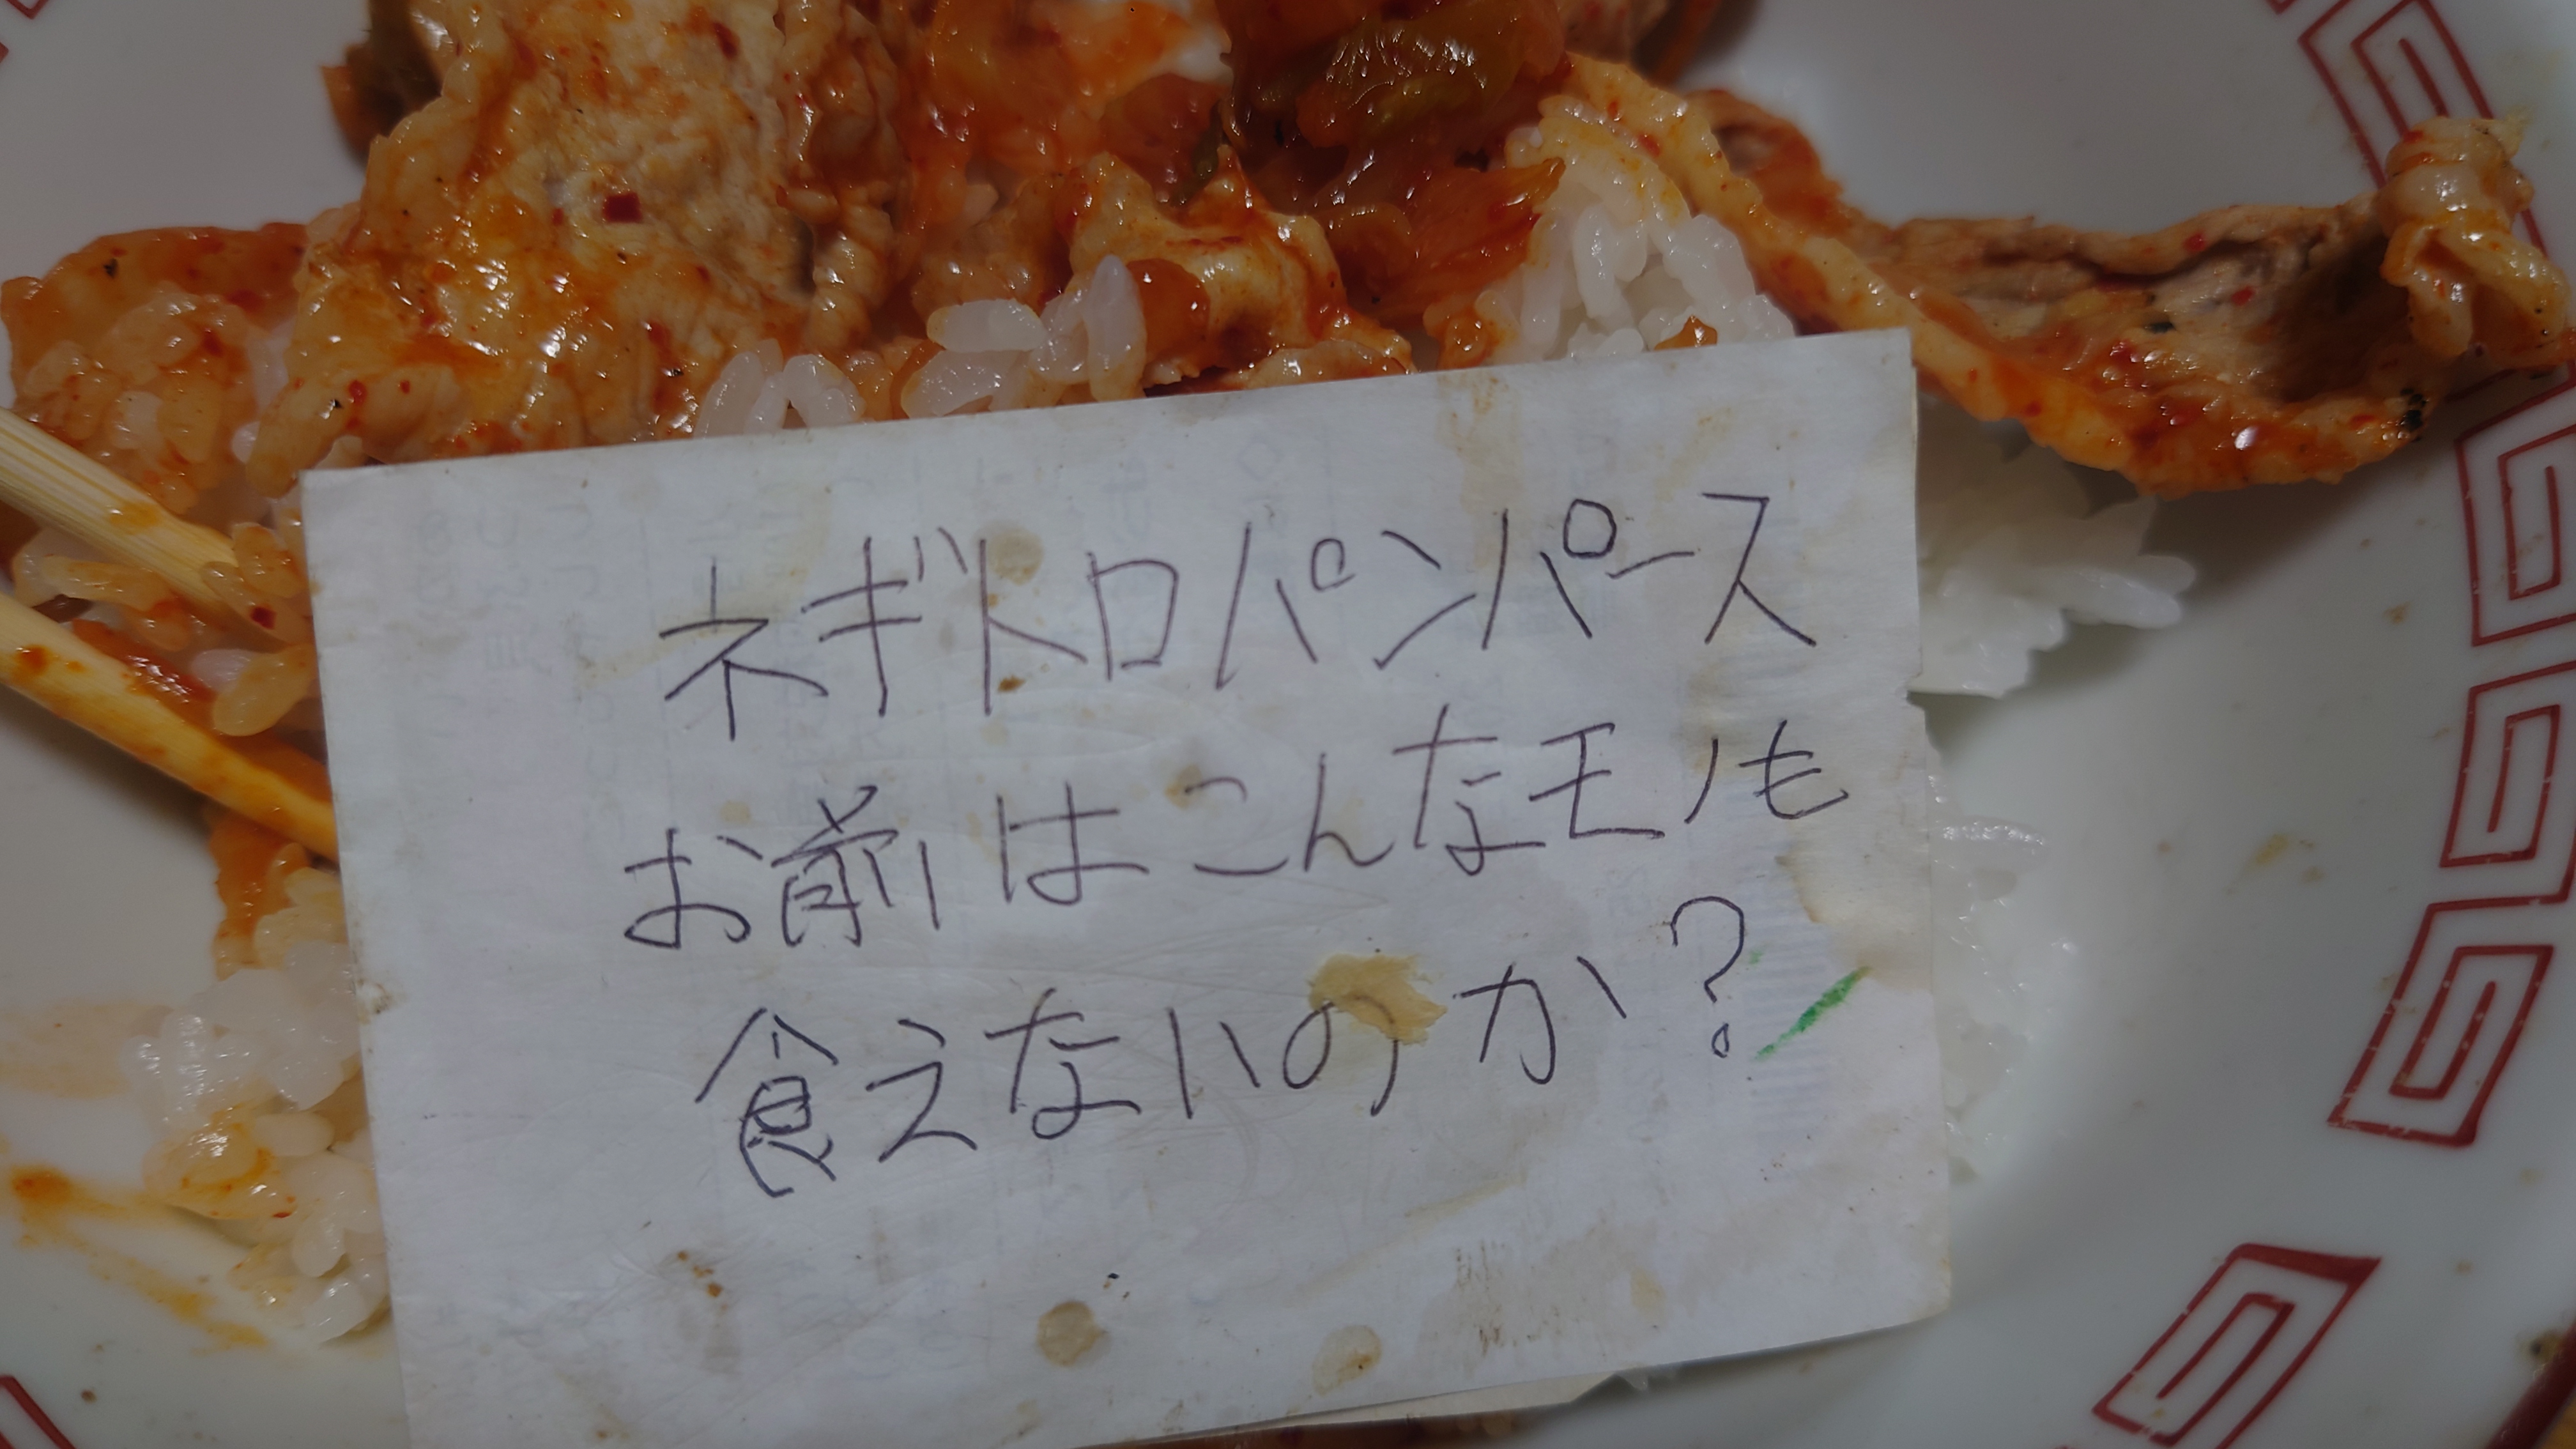 ネギトロパンパース
お前はこんなモノも
食えないのか?